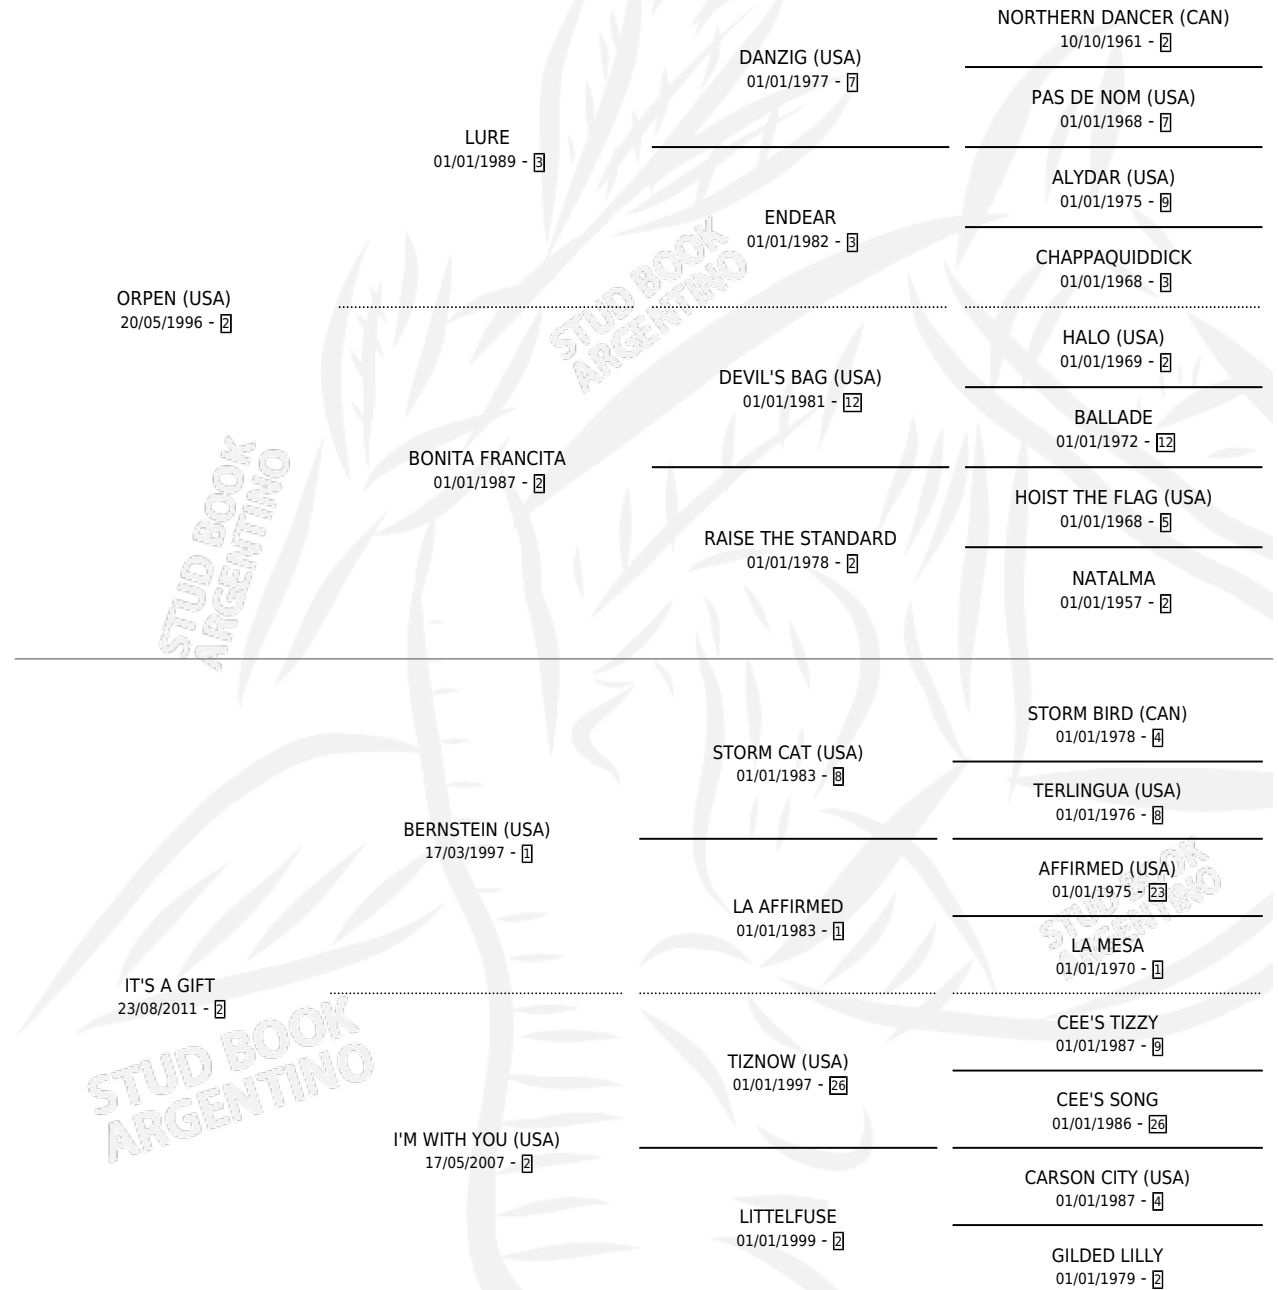 NORTHERN DANCER (CAN)
10/10/1961 - 2
DANZIG (USA)
01/01/1977 - 7
PAS DE NOM (USA)
01/01/1968 - 7
LURE
01/01/1989 - 3
ALYDAR (USA)
01/01/1975 - 9
ENDEAR
01/01/1982 - 3
CHAPPAQUIDDICK
01/01/1968 - 3
ORPEN (USA)
20/05/1996 - 2
STUD BOOK
ARGENTINO
HALO (USA)
01/01/1969 - 2
DEVIL'S BAG (USA)
01/01/1981 - 12
BALLADE
01/01/1972 - 12
BONITA FRANCITA
01/01/1987 - 2
HOIST THE FLAG (USA)
01/01/1968 - 5
RAISE THE STANDARD
01/01/1978 - 2
NATALMA
01/01/1957 - 2
STUD BOOK
ARGENTINO
STORM BIRD (CAN)
01/01/1978 - 4
STORM CAT (USA)
01/01/1983 - 8
TERLINGUA (USA)
01/01/1976 - 8
BERNSTEIN (USA)
17/03/1997 - 1
AFFIRMED (USA)
01/01/1975 - 23
LA AFFIRMED
01/01/1983 - 1
STUD BOOK
ARGENTINO
LA MESA
01/01/1970 - 1
IT'S A GIFT
23/08/2011 - 2
STUD BOOK
ARGENTINO
CEE'S TIZZY
01/01/1987 - 9
TIZNOW (USA)
01/01/1997 - 26
CEE'S SONG
01/01/1986 - 26
I'M WITH YOU (USA)
17/05/2007 - 2
CARSON CITY (USA)
01/01/1987 - 4
LITTELFUSE
01/01/1999 - 2
GILDED LILLY
01/01/1979 - 2